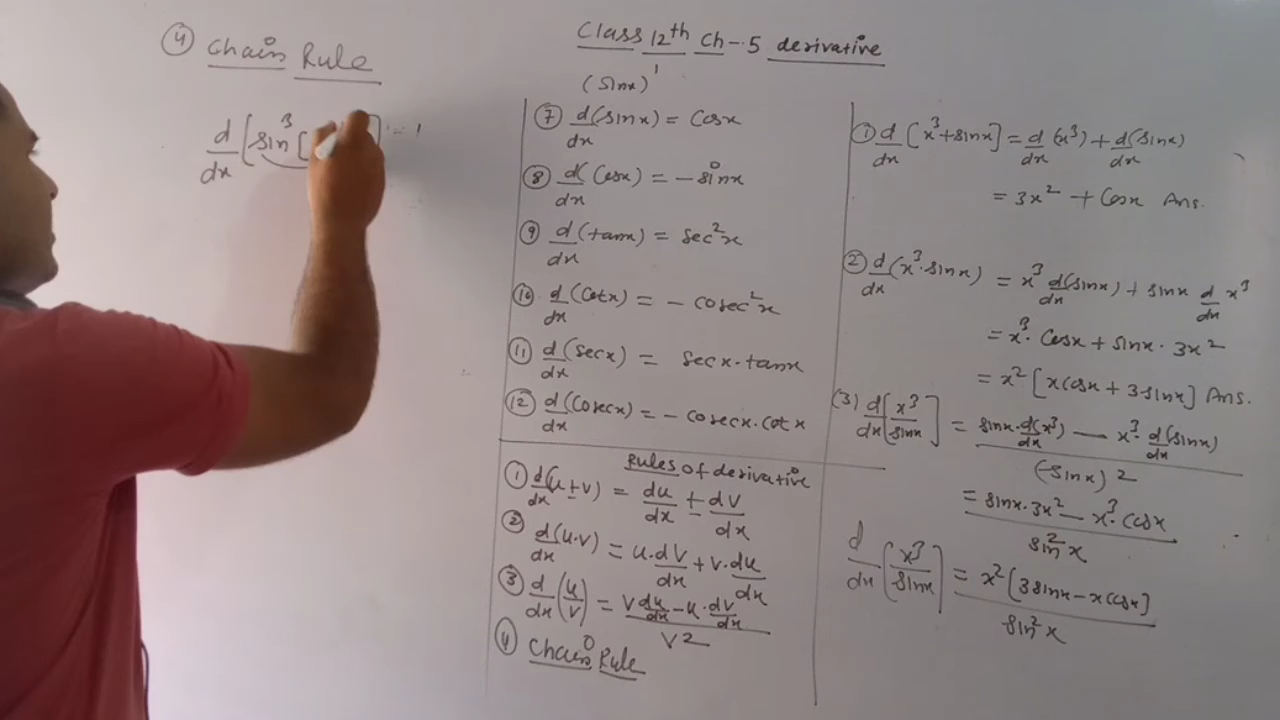 Class 12th Ch-5 derivative
(sinx)'
④ Chain Rule
d/dx [sin³ [
⑦ d/dx (sinx) = Cosx
⑧ d/dx (Cosx) = -sinx
⑨ d/dx (tanx) = sec²x
⑩ d/dx (Cotx) = - cosec²x
⑪ d/dx (secx) = secx.tanx
⑫ d/dx (Cosecx) = - cosecx.cotx
Rules of derivative
① d/dx (u±v) = du/dx ± dv/dx
② d/dx (u.v) = u.dv/dx + v.du/dx
③ d/dx (u/v) = (v du/dx - u.dv/dx)/v²
④ Chain Rule
① d/dx [x³+sinx] = d/dx (x³) + d/dx (sinx)
= 3x² + Cosx Ans.
② d/dx (x³.sinx) = x³ d/dx (sinx) + sinx d/dx x³
= x³. Cosx + sinx. 3x²
= x² [xcosx + 3sinx] Ans.
(3) d/dx [x³/sinx] = (sinx.d/dx (x³) - x³.d/dx (sinx))/(sinx)²
= (sinx.3x² - x³.cosx)/sin²x
d/dx [x³/sinx] = x² [3sinx - xcosx]/sin²x